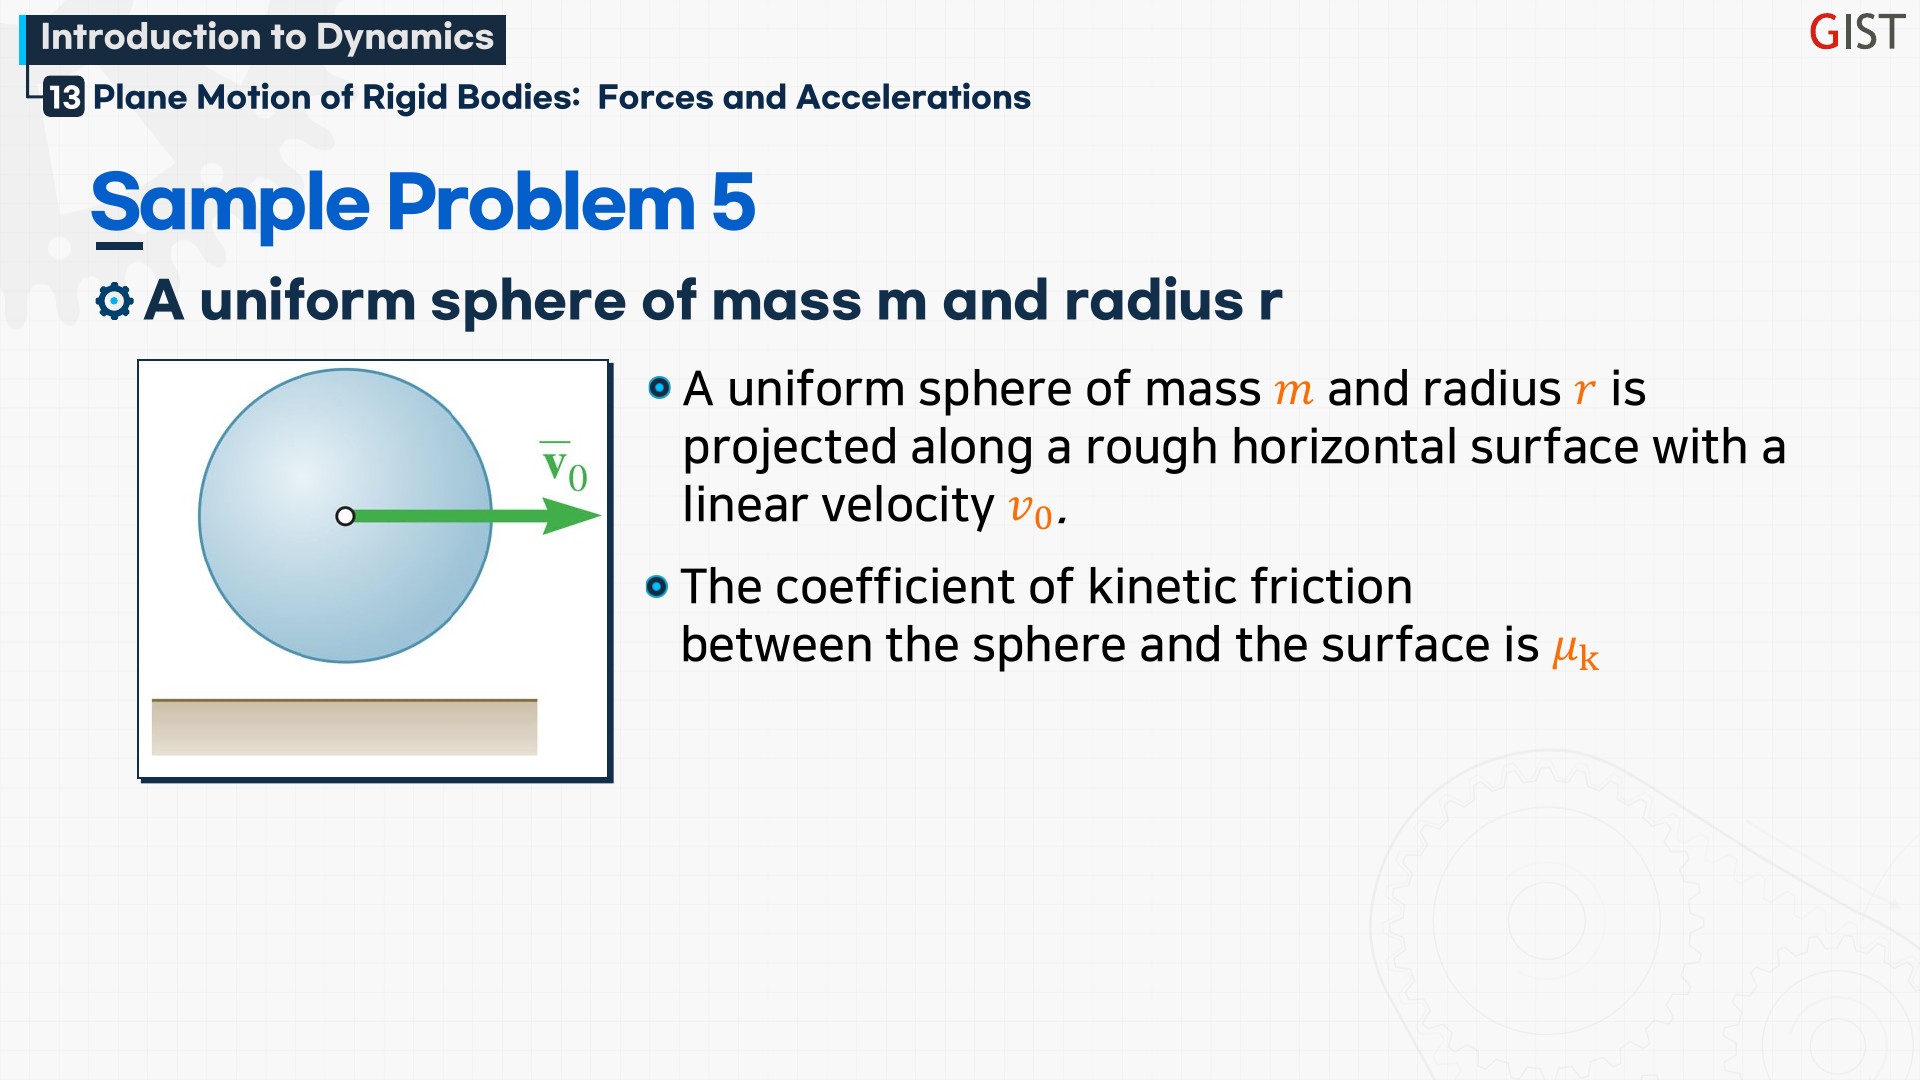 Introduction to Dynamics
GIST
13 Plane Motion of Rigid Bodies: Forces and Accelerations
Sample Problem 5
A uniform sphere of mass m and radius r
A uniform sphere of mass m and radius r is
projected along a rough horizontal surface with a
linear velocity v₀.
The coefficient of kinetic friction
between the sphere and the surface is μₖ
v̅₀